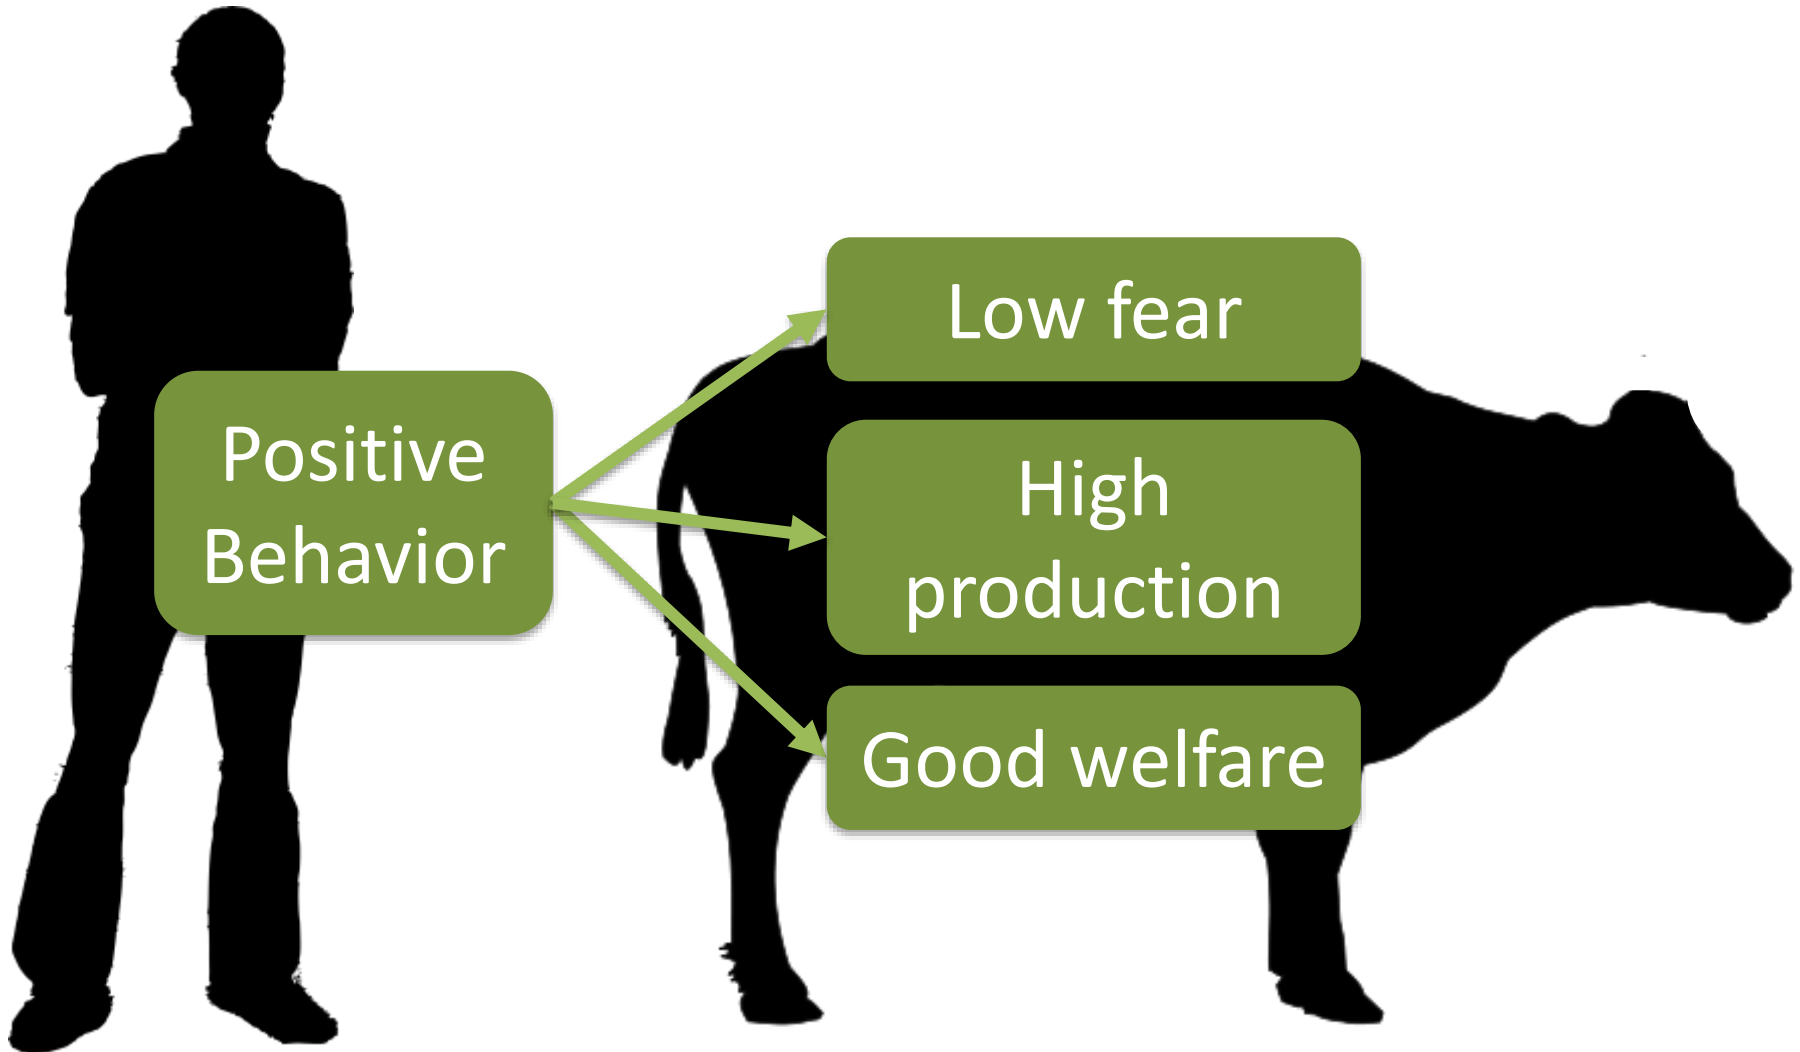 Positive
Behavior
Low fear
High
production
Good welfare